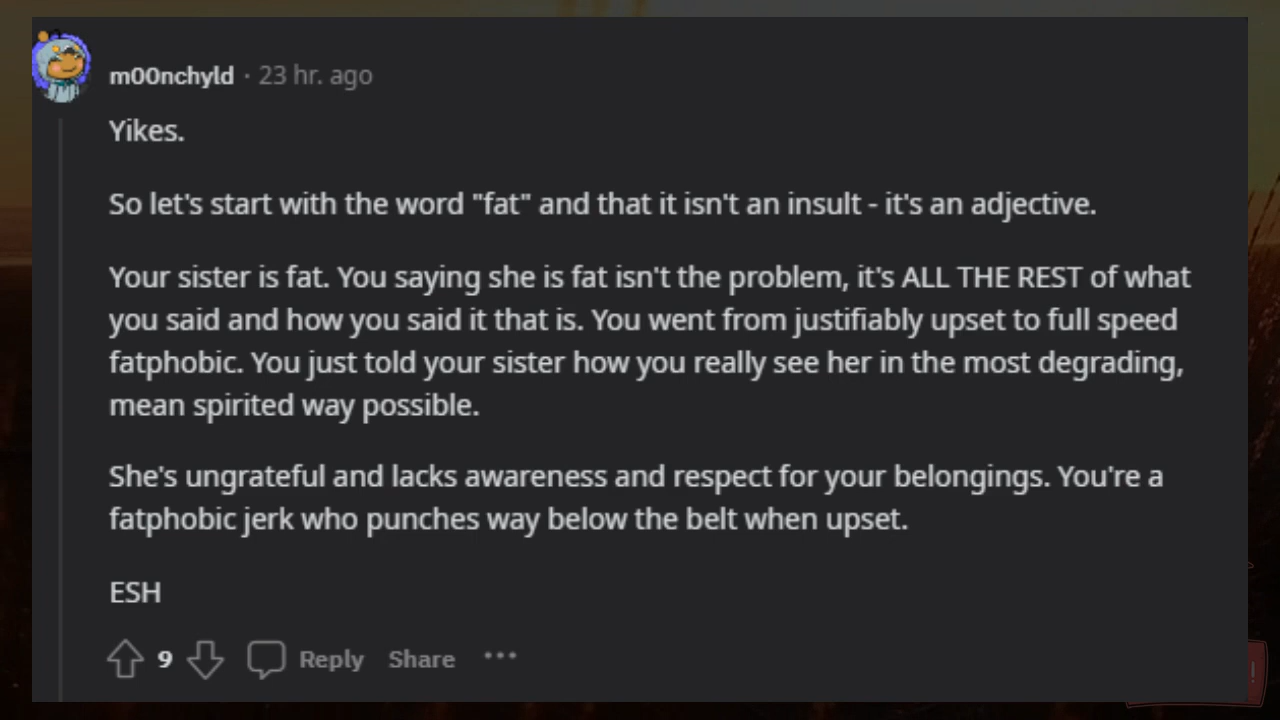 m00nchyld · 23 hr. ago
Yikes.
So let's start with the word "fat" and that it isn't an insult - it's an adjective.
Your sister is fat. You saying she is fat isn't the problem, it's ALL THE REST of what
you said and how you said it that is. You went from justifiably upset to full speed
fatphobic. You just told your sister how you really see her in the most degrading,
mean spirited way possible.
She's ungrateful and lacks awareness and respect for your belongings. You're a
fatphobic jerk who punches way below the belt when upset.
ESH
9 Reply Share ...